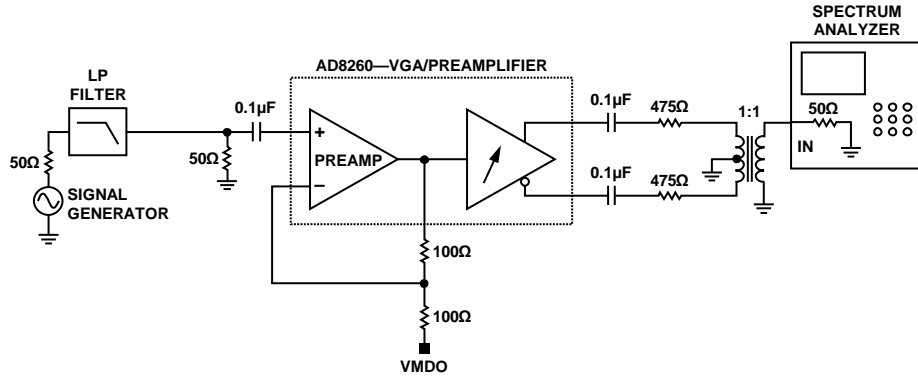 SPECTRUM
ANALYZER
AD8260—VGA/PREAMPLIFIER
LP
FILTER
0.1µF
0.1µF
475Ω
1:1
50Ω
+
PREAMP
–
50Ω
50Ω
IN
0.1µF
475Ω
SIGNAL
GENERATOR
100Ω
100Ω
VMDO